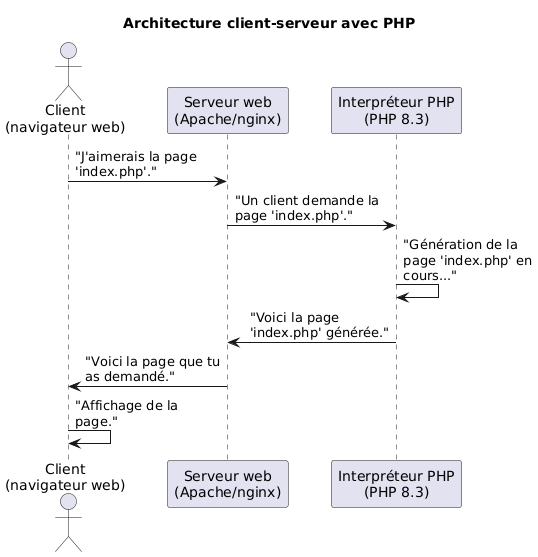 Architecture client-serveur avec PHP
Client
(navigateur web)
Serveur web
(Apache/nginx)
Interpréteur PHP
(PHP 8.3)
"J'aimerais la page
'index.php'."
"Un client demande la
page 'index.php'."
"Génération de la
page 'index.php' en
cours..."
"Voici la page
'index.php' générée."
"Voici la page que tu
as demandé."
"Affichage de la
page."
Client
(navigateur web)
Serveur web
(Apache/nginx)
Interpréteur PHP
(PHP 8.3)